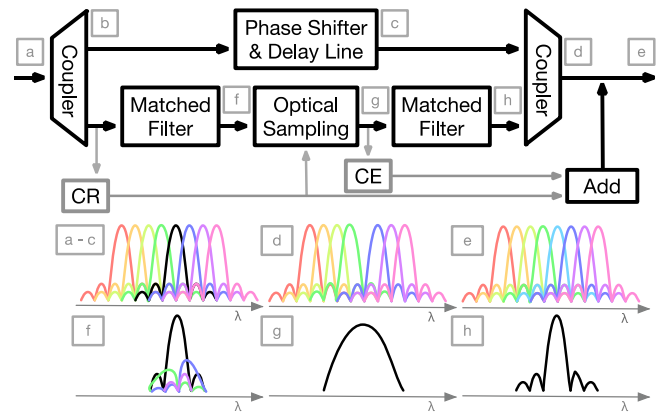 a
b
c
d
e
Coupler
Phase Shifter
& Delay Line
Coupler
f
g
h
Matched
Filter
Optical
Sampling
Matched
Filter
CR
CE
Add
a - c
d
e
λ
λ
λ
f
g
h
λ
λ
λ